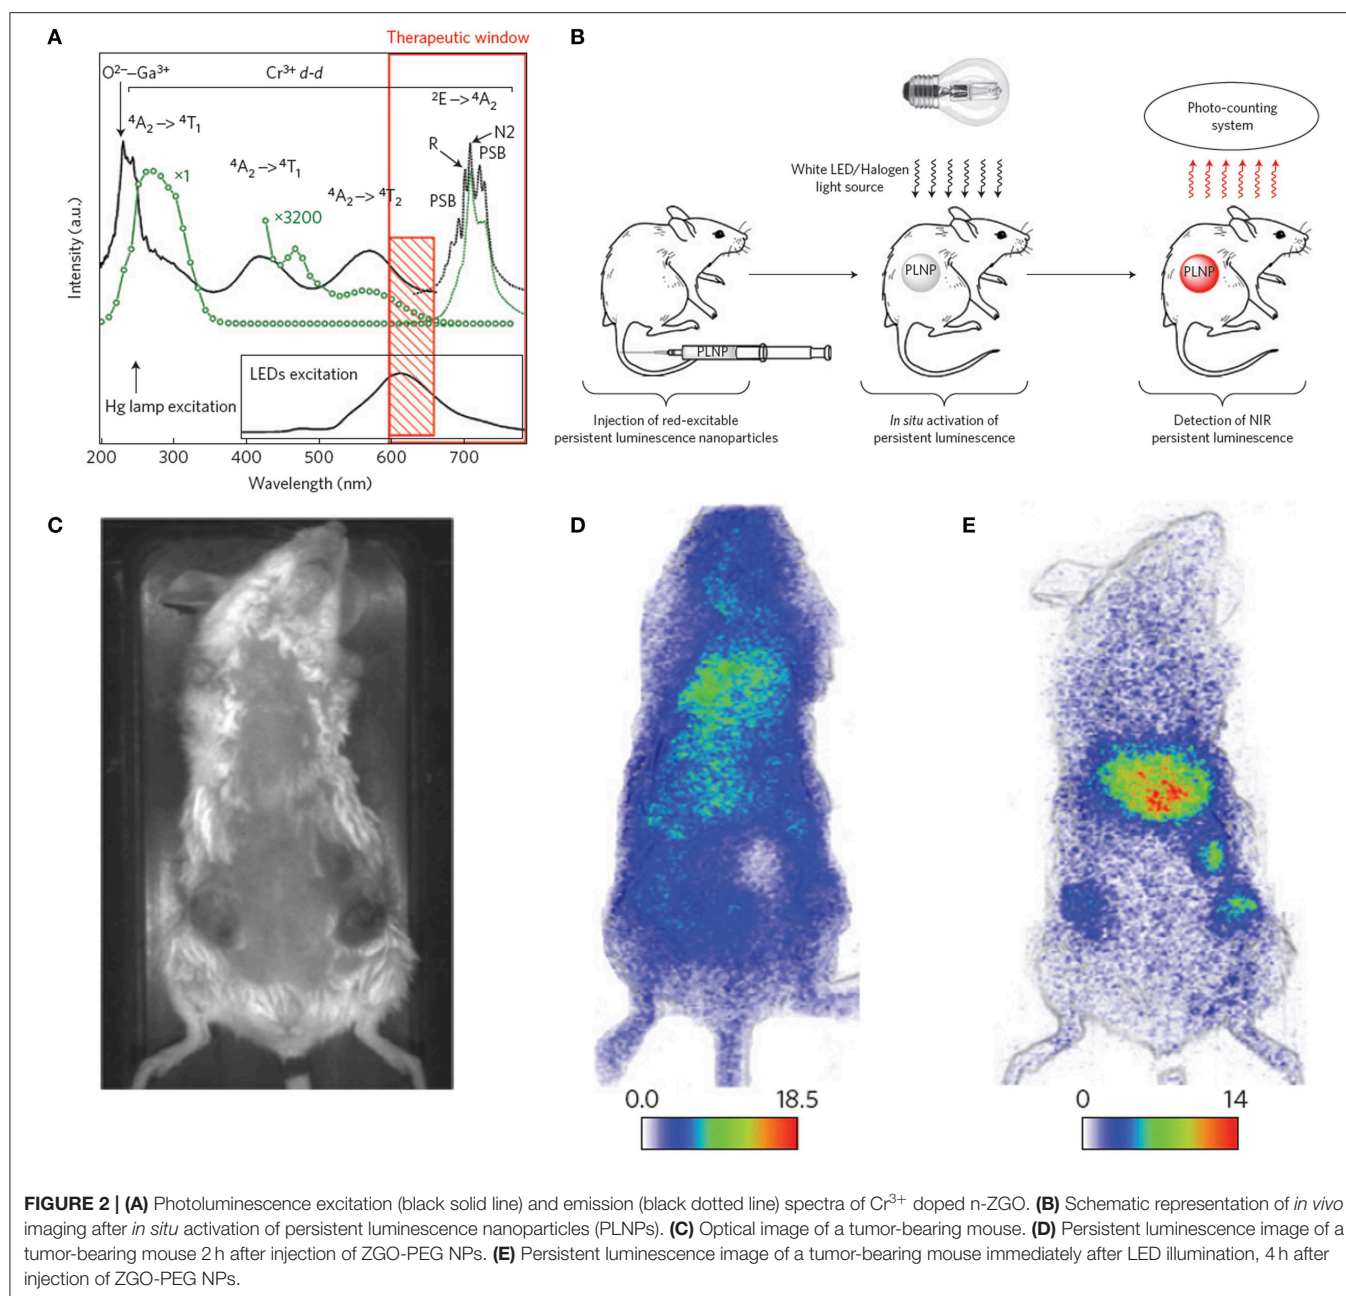 A
Therapeutic window
O²⁻–Ga³⁺
Cr³⁺ d-d
⁴A₂ –> ⁴T₁
×1
⁴A₂ –> ⁴T₁
×3200
⁴A₂ –> ⁴T₂
²E –> ⁴A₂
R
N2
PSB
PSB
Intensity (a.u.)
LEDs excitation
Hg lamp excitation
200 300 400 500 600 700
Wavelength (nm)
B
White LED/Halogen
light source
Photo-counting
system
PLNP
PLNP
PLNP
Injection of red-excitable
persistent luminescence nanoparticles
In situ activation of
persistent luminescence
Detection of NIR
persistent luminescence
C
D
0.0 18.5
E
0 14
FIGURE 2 | (A) Photoluminescence excitation (black solid line) and emission (black dotted line) spectra of Cr³⁺ doped n-ZGO. (B) Schematic representation of in vivo
imaging after in situ activation of persistent luminescence nanoparticles (PLNPs). (C) Optical image of a tumor-bearing mouse. (D) Persistent luminescence image of a
tumor-bearing mouse 2 h after injection of ZGO-PEG NPs. (E) Persistent luminescence image of a tumor-bearing mouse immediately after LED illumination, 4 h after
injection of ZGO-PEG NPs.